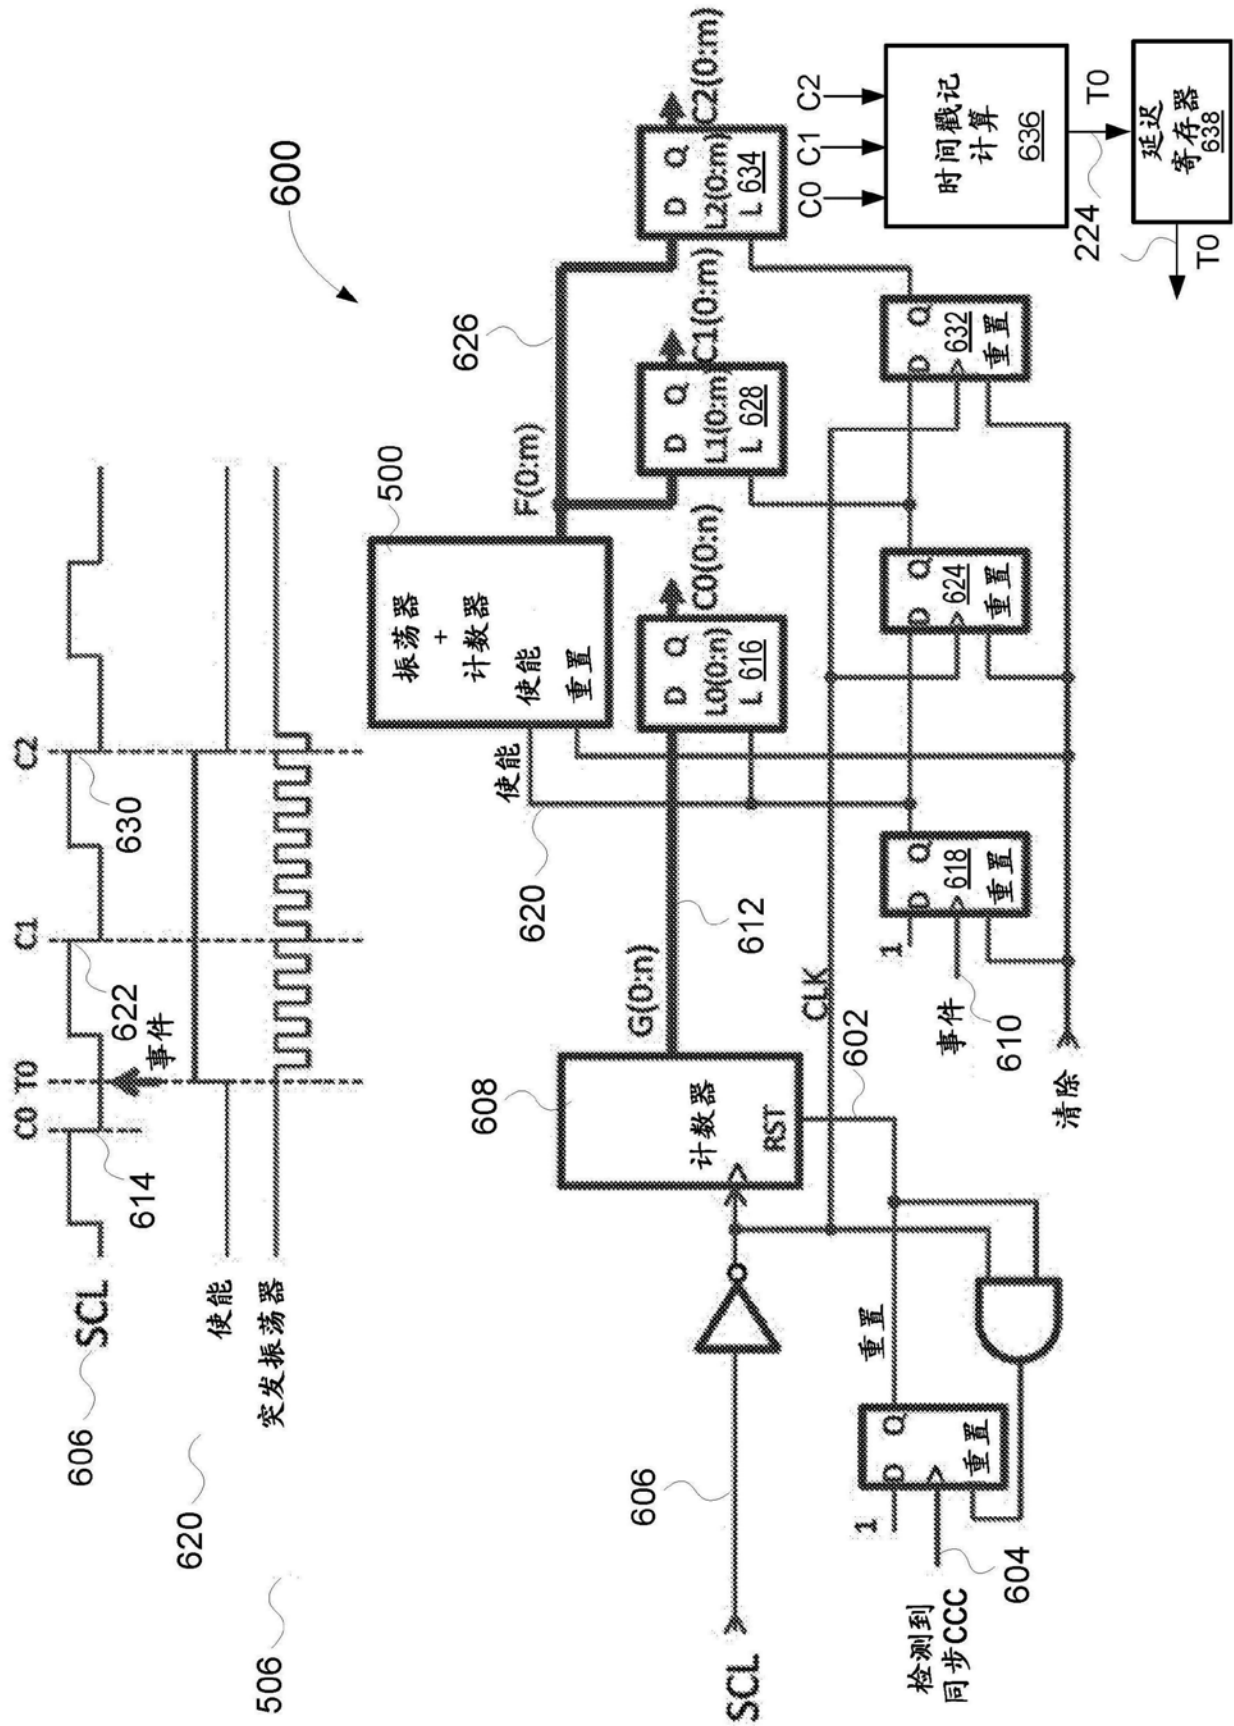 600
C0
T0
C1
C2
606
SCL
614
622
630
事件
620
使能
506
突发振荡器
500
振荡器
+
计数器
使能
重置
F(0:m)
626
使能
620
608
计数器
RST
G(0:n)
612
D Q
L0(0:n)
L 616
C0(0:n)
D Q
L1(0:m)
L 628
C1(0:m)
D Q
L2(0:m)
L 634
C2(0:m)
SCL
606
CLK
602
重置
1
D Q
重置
检测到
同步CCC
604
1
D Q
618
重置
事件
610
清除
D Q
624
重置
D Q
632
重置
C0
C1
C2
时间戳记
计算
636
224
T0
延迟
寄存器
638
T0